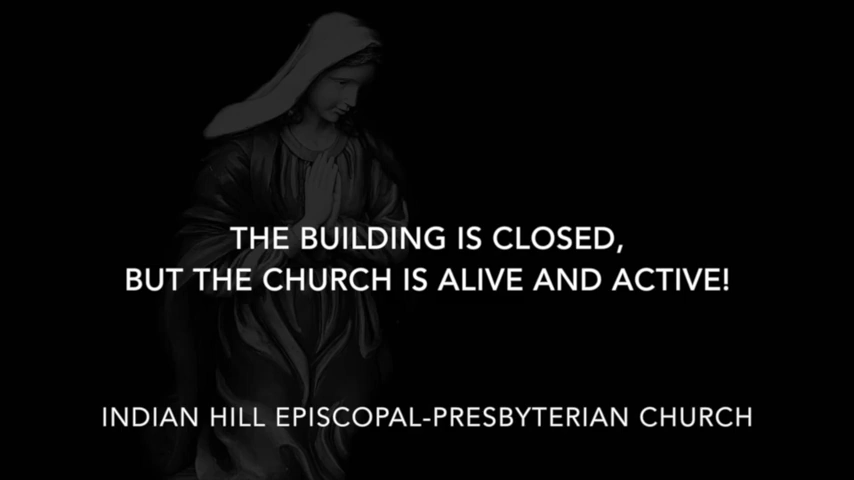 THE BUILDING IS CLOSED,
BUT THE CHURCH IS ALIVE AND ACTIVE!
INDIAN HILL EPISCOPAL-PRESBYTERIAN CHURCH